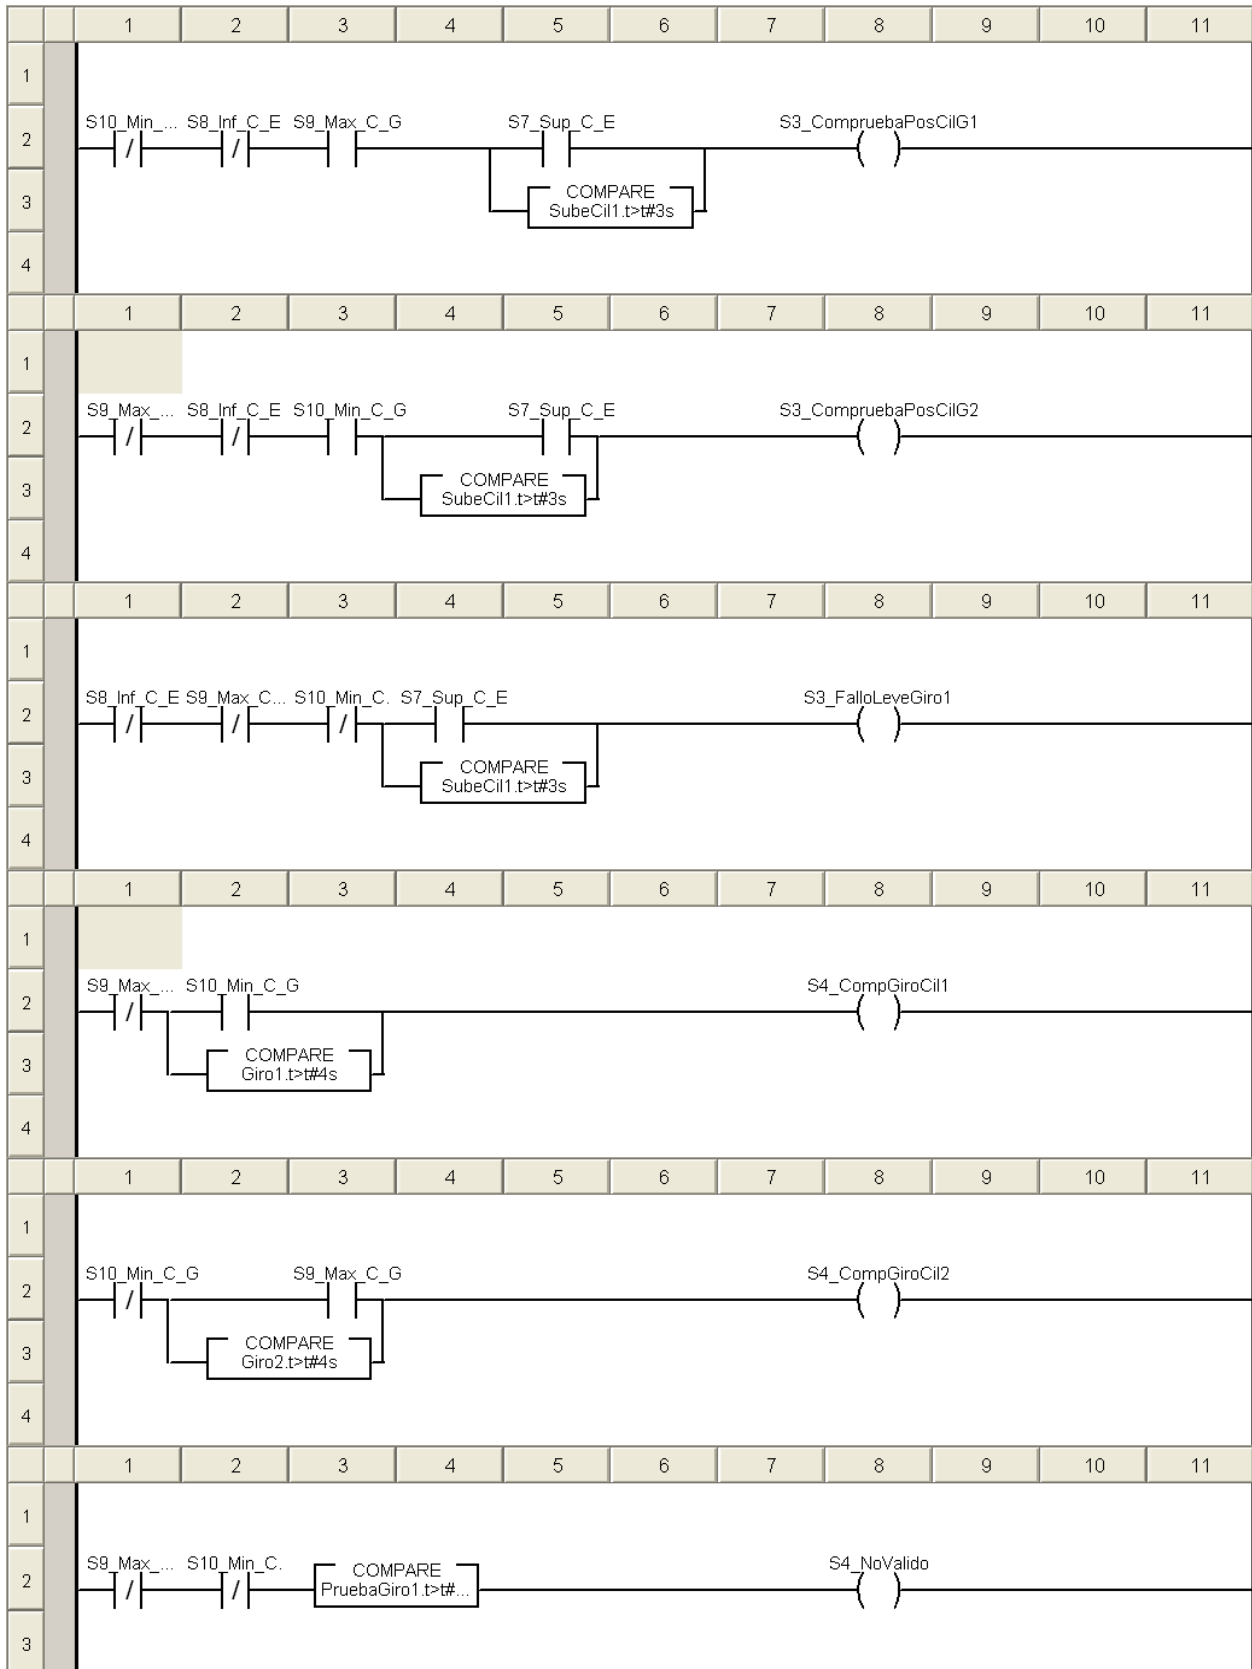 1 2 3 4 5 6 7 8 9 10 11
1
S10_Min_... S8_Inf_C_E S9_Max_C_G S7_Sup_C_E S3_CompruebaPosCilG1
2 / /
COMPARE
3 SubeCil1.t>t#3s
4
1 2 3 4 5 6 7 8 9 10 11
1
S9_Max_... S8_Inf_C_E S10_Min_C_G S7_Sup_C_E S3_CompruebaPosCilG2
2 / /
COMPARE
3 SubeCil1.t>t#3s
4
1 2 3 4 5 6 7 8 9 10 11
1
S8_Inf_C_E S9_Max_C... S10_Min_C. S7_Sup_C_E S3_FalloLeveGiro1
2 / / /
COMPARE
3 SubeCil1.t>t#3s
4
1 2 3 4 5 6 7 8 9 10 11
1
S9_Max_... S10_Min_C_G S4_CompGiroCil1
2 /
COMPARE
3 Giro1.t>t#4s
4
1 2 3 4 5 6 7 8 9 10 11
1
S10_Min_C_G S9_Max_C_G S4_CompGiroCil2
2 /
COMPARE
3 Giro2.t>t#4s
4
1 2 3 4 5 6 7 8 9 10 11
1
S9_Max_... S10_Min_C. COMPARE S4_NoValido
2 / / PruebaGiro1.t>t#...
3